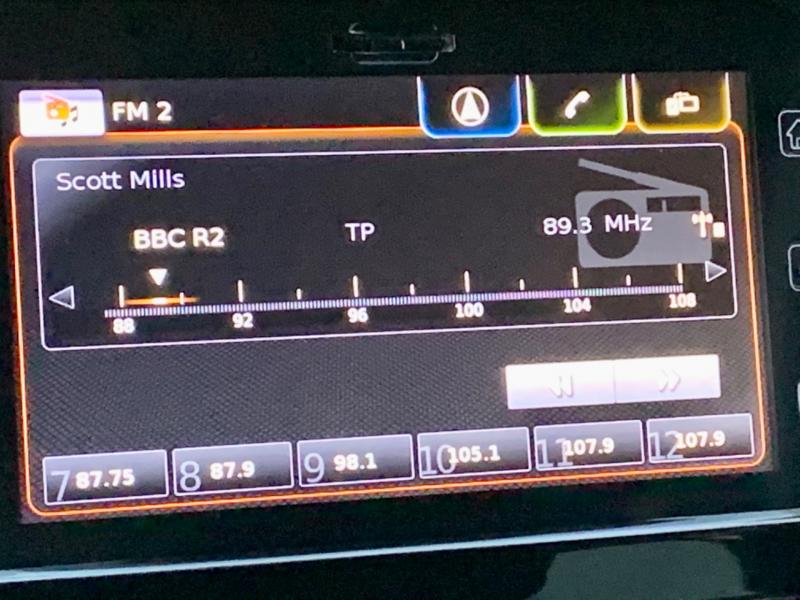 FM 2
Scott Mills
BBC R2 TP 89.3 MHz
88 92 96 100 104 108
7 87.75 8 87.9 9 98.1 10 105.1 11 107.9 12 107.9